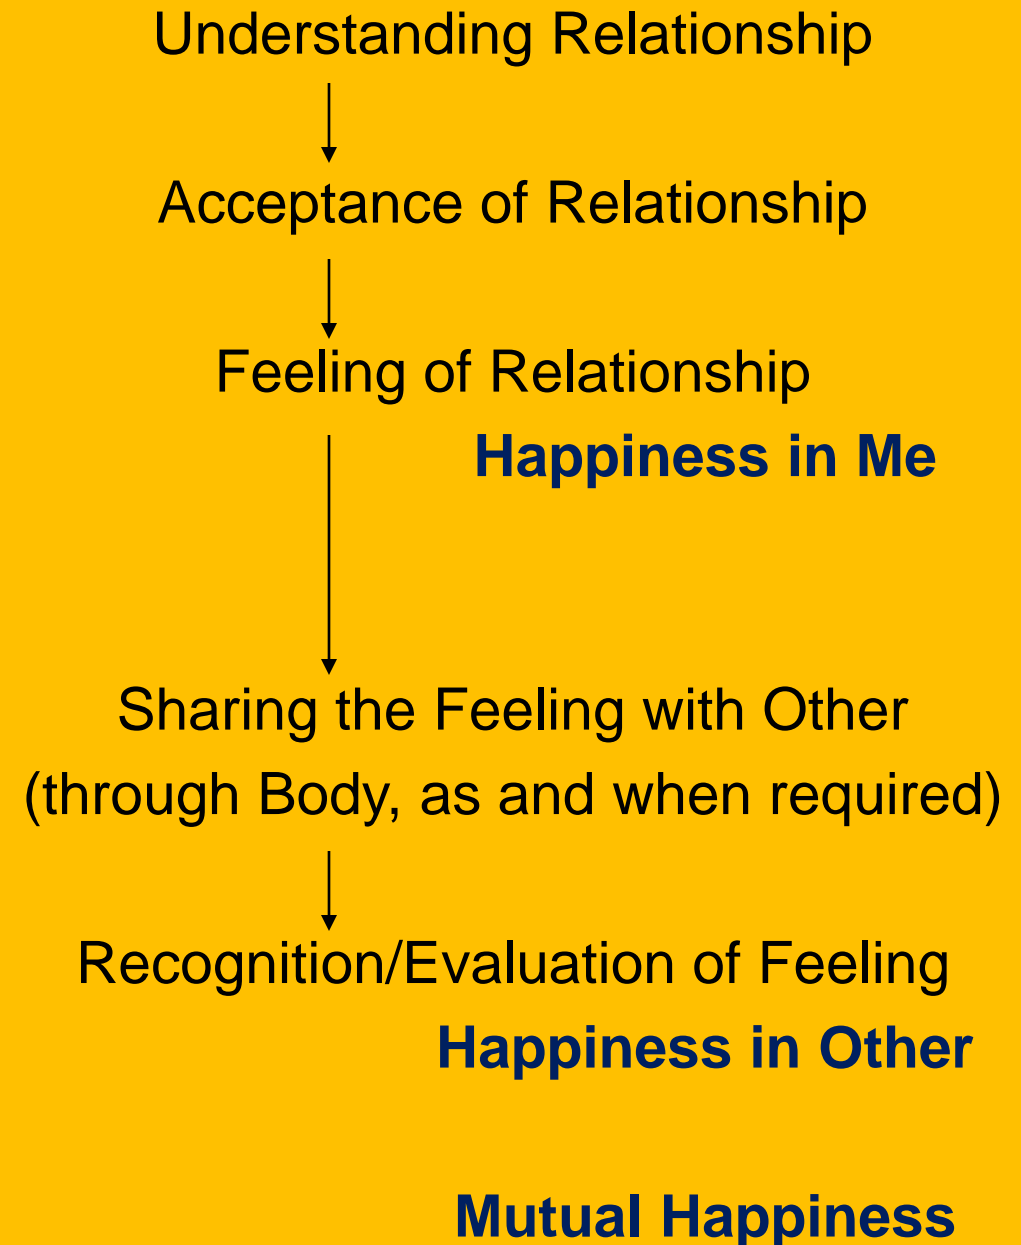 Understanding Relationship
Acceptance of Relationship
Feeling of Relationship
Happiness in Me
Sharing the Feeling with Other
(through Body, as and when required)
Recognition/Evaluation of Feeling
Happiness in Other
Mutual Happiness